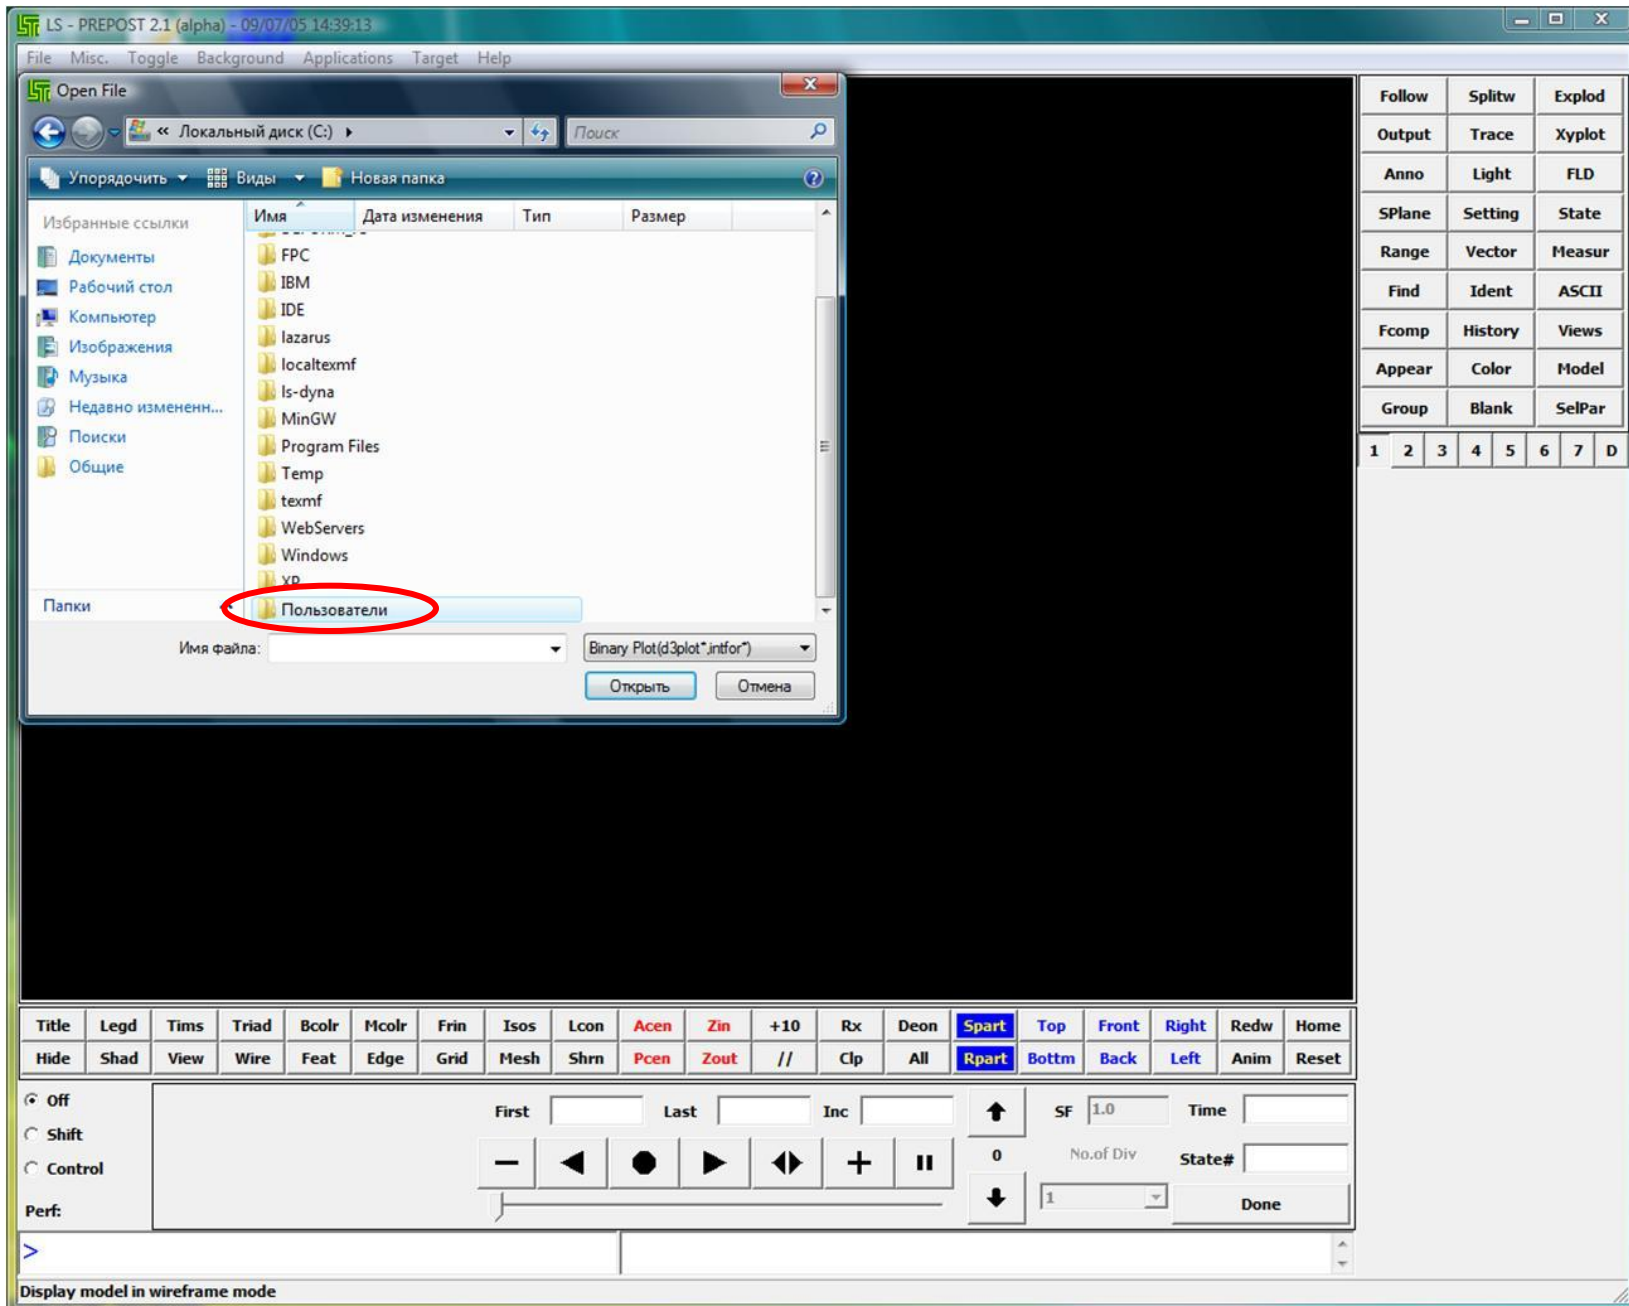 LS - PREPOST 2.1 (alpha) - 09/07/05 14:39:13
File Misc. Toggle Background Applications Target Help
Open File
« Локальный диск (C:)
Поиск
Упорядочить Виды Новая папка
Избранные ссылки
Документы
Рабочий стол
Компьютер
Изображения
Музыка
Недавно измененн...
Поиски
Общие
Папки
Имя Дата изменения Тип Размер
FPC
IBM
IDE
lazarus
localtexmf
ls-dyna
MinGW
Program Files
Temp
texmf
WebServers
Windows
XP
Пользователи
Имя файла: Binary Plot(d3plot*,intfor*)
Открыть Отмена
Follow Splitw Explod
Output Trace Xyplot
Anno Light FLD
SPlane Setting State
Range Vector Measur
Find Ident ASCII
Fcomp History Views
Appear Color Model
Group Blank SelPar
1 2 3 4 5 6 7 D
Title Legd Tims Triad Bcolr Mcolr Frin Isos Lcon Acen Zin +10 Rx Deon Spart Top Front Right Redw Home
Hide Shad View Wire Feat Edge Grid Mesh Shrn Pcen Zout // Clp All Rpart Bottm Back Left Anim Reset
Off
Shift
Control
Perf:
First Last Inc SF 1.0 Time
0 No.of Div State#
1 Done
>
Display model in wireframe mode